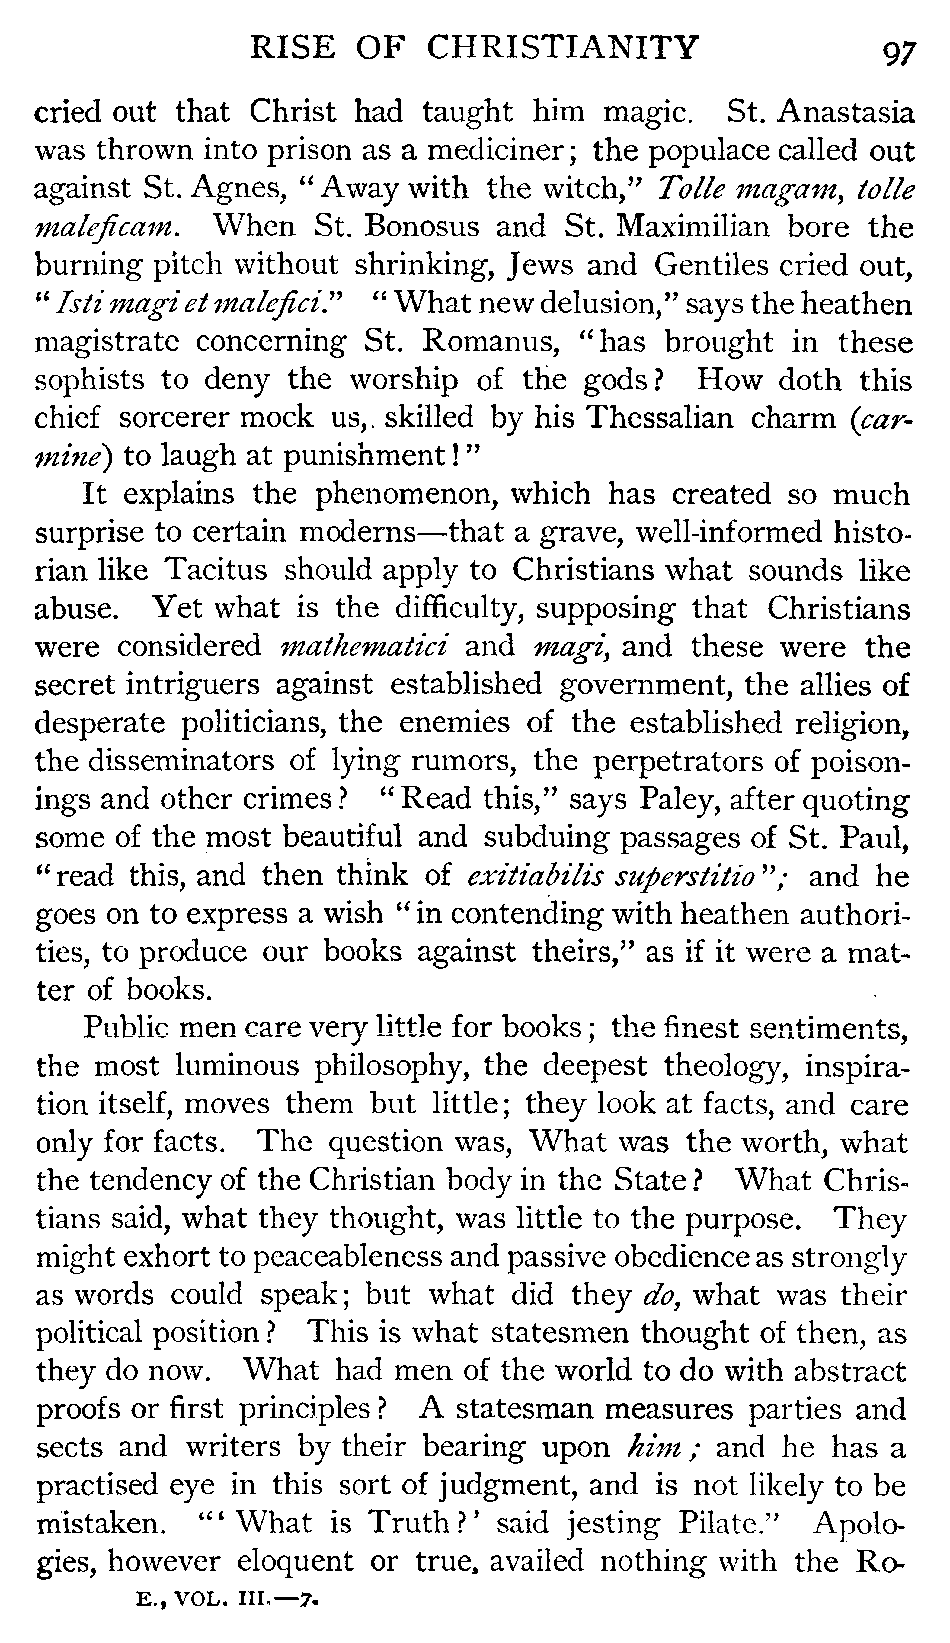 RISE OF CHRISTIANITY 97
cried out that Christ had taught him magic. St. Anastasia
was thrown into prison as a mediciner; the populace called out
against St. Agnes, "Away with the witch," Tolle magam, tolle
maleficam. When St. Bonosus and St. Maximilian bore the
burning pitch without shrinking, Jews and Gentiles cried out,
"Isti magi et malefici." "What new delusion," says the heathen
magistrate concerning St. Romanus, "has brought in these
sophists to deny the worship of the gods? How doth this
chief sorcerer mock us,. skilled by his Thessalian charm (car-
mine) to laugh at punishment!"
It explains the phenomenon, which has created so much
surprise to certain moderns—that a grave, well-informed histo-
rian like Tacitus should apply to Christians what sounds like
abuse. Yet what is the difficulty, supposing that Christians
were considered mathematici and magi, and these were the
secret intriguers against established government, the allies of
desperate politicians, the enemies of the established religion,
the disseminators of lying rumors, the perpetrators of poison-
ings and other crimes? "Read this," says Paley, after quoting
some of the most beautiful and subduing passages of St. Paul,
"read this, and then think of exitiabilis superstitio"; and he
goes on to express a wish "in contending with heathen authori-
ties, to produce our books against theirs," as if it were a mat-
ter of books.
Public men care very little for books; the finest sentiments,
the most luminous philosophy, the deepest theology, inspira-
tion itself, moves them but little; they look at facts, and care
only for facts. The question was, What was the worth, what
the tendency of the Christian body in the State? What Chris-
tians said, what they thought, was little to the purpose. They
might exhort to peaceableness and passive obedience as strongly
as words could speak; but what did they do, what was their
political position? This is what statesmen thought of then, as
they do now. What had men of the world to do with abstract
proofs or first principles? A statesman measures parties and
sects and writers by their bearing upon him; and he has a
practised eye in this sort of judgment, and is not likely to be
mistaken. "'What is Truth?' said jesting Pilate." Apolo-
gies, however eloquent or true, availed nothing with the Ro-
E., VOL. III.—7.